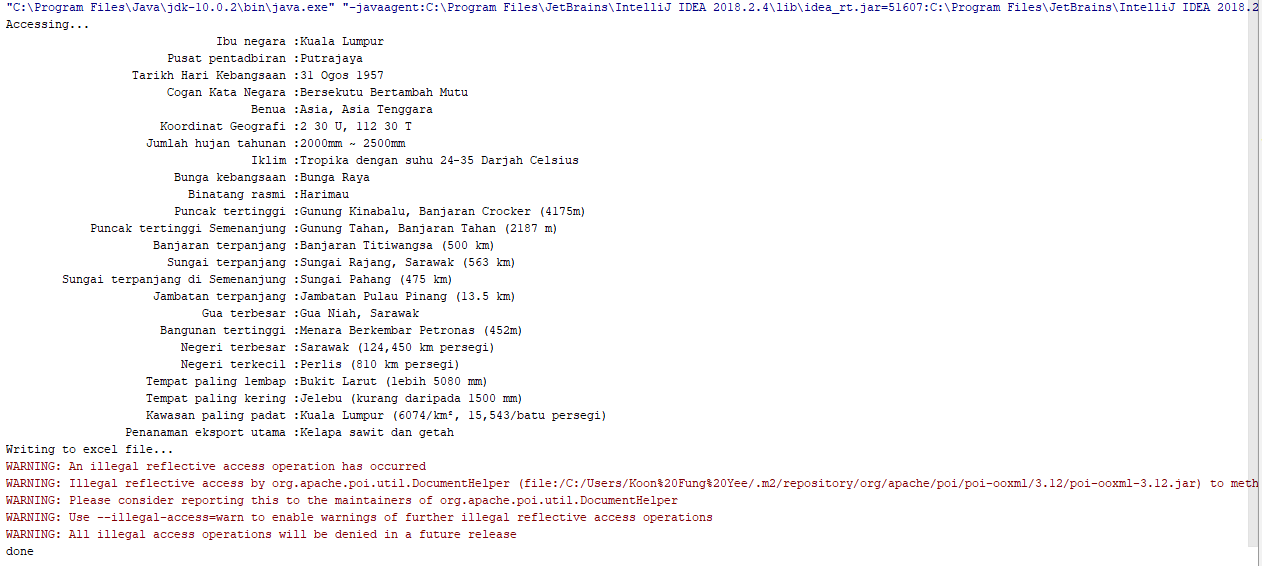 "C:\Program Files\Java\jdk-10.0.2\bin\java.exe" "-javaagent:C:\Program Files\JetBrains\IntelliJ IDEA 2018.2.4\lib\idea_rt.jar=51607:C:\Program Files\JetBrains\IntelliJ IDEA 2018.2
Accessing...
Ibu negara :Kuala Lumpur
Pusat pentadbiran :Putrajaya
Tarikh Hari Kebangsaan :31 Ogos 1957
Cogan Kata Negara :Bersekutu Bertambah Mutu
Benua :Asia, Asia Tenggara
Koordinat Geografi :2 30 U, 112 30 T
Jumlah hujan tahunan :2000mm ~ 2500mm
Iklim :Tropika dengan suhu 24-35 Darjah Celsius
Bunga kebangsaan :Bunga Raya
Binatang rasmi :Harimau
Puncak tertinggi :Gunung Kinabalu, Banjaran Crocker (4175m)
Puncak tertinggi Semenanjung :Gunung Tahan, Banjaran Tahan (2187 m)
Banjaran terpanjang :Banjaran Titiwangsa (500 km)
Sungai terpanjang :Sungai Rajang, Sarawak (563 km)
Sungai terpanjang di Semenanjung :Sungai Pahang (475 km)
Jambatan terpanjang :Jambatan Pulau Pinang (13.5 km)
Gua terbesar :Gua Niah, Sarawak
Bangunan tertinggi :Menara Berkembar Petronas (452m)
Negeri terbesar :Sarawak (124,450 km persegi)
Negeri terkecil :Perlis (810 km persegi)
Tempat paling lembap :Bukit Larut (lebih 5080 mm)
Tempat paling kering :Jelebu (kurang daripada 1500 mm)
Kawasan paling padat :Kuala Lumpur (6074/km², 15,543/batu persegi)
Penanaman eksport utama :Kelapa sawit dan getah
Writing to excel file...
WARNING: An illegal reflective access operation has occurred
WARNING: Illegal reflective access by org.apache.poi.util.DocumentHelper (file:/C:/Users/Koon%20Fung%20Yee/.m2/repository/org/apache/poi/poi-ooxml/3.12/poi-ooxml-3.12.jar) to meth
WARNING: Please consider reporting this to the maintainers of org.apache.poi.util.DocumentHelper
WARNING: Use --illegal-access=warn to enable warnings of further illegal reflective access operations
WARNING: All illegal access operations will be denied in a future release
done